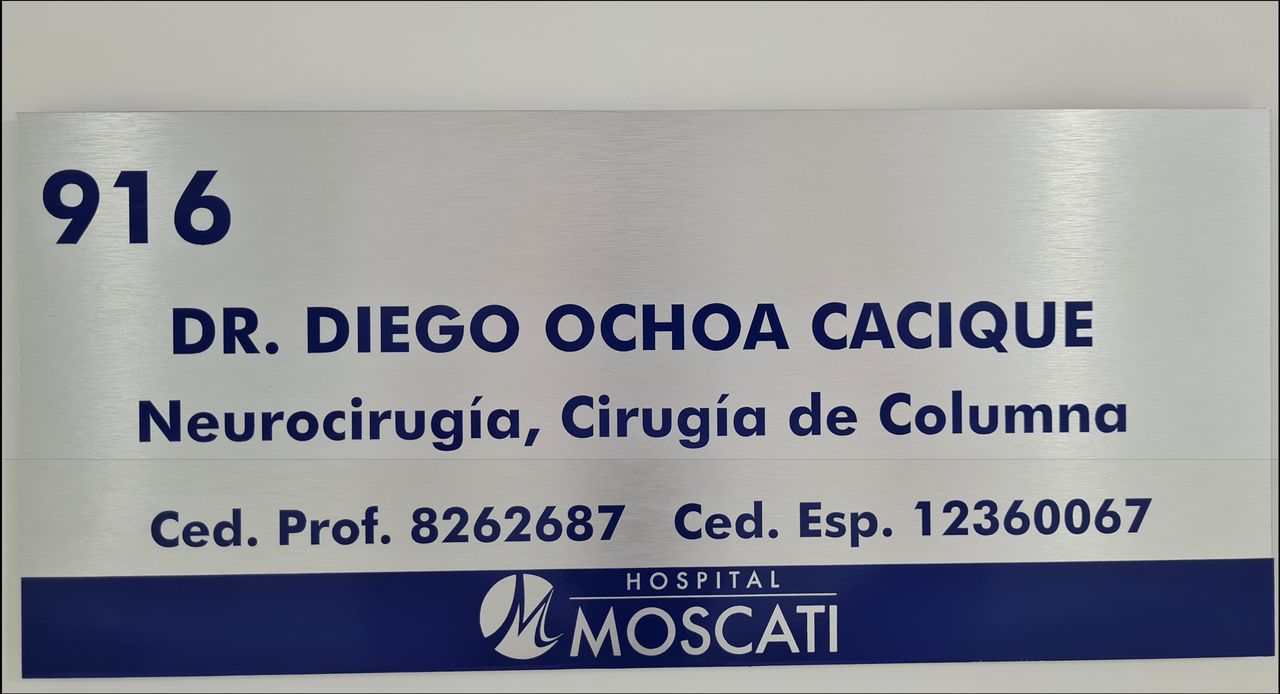 916
DR. DIEGO OCHOA CACIQUE
Neurocirugía, Cirugía de Columna
Ced. Prof. 8262687 Ced. Esp. 12360067
HOSPITAL
MOSCATI